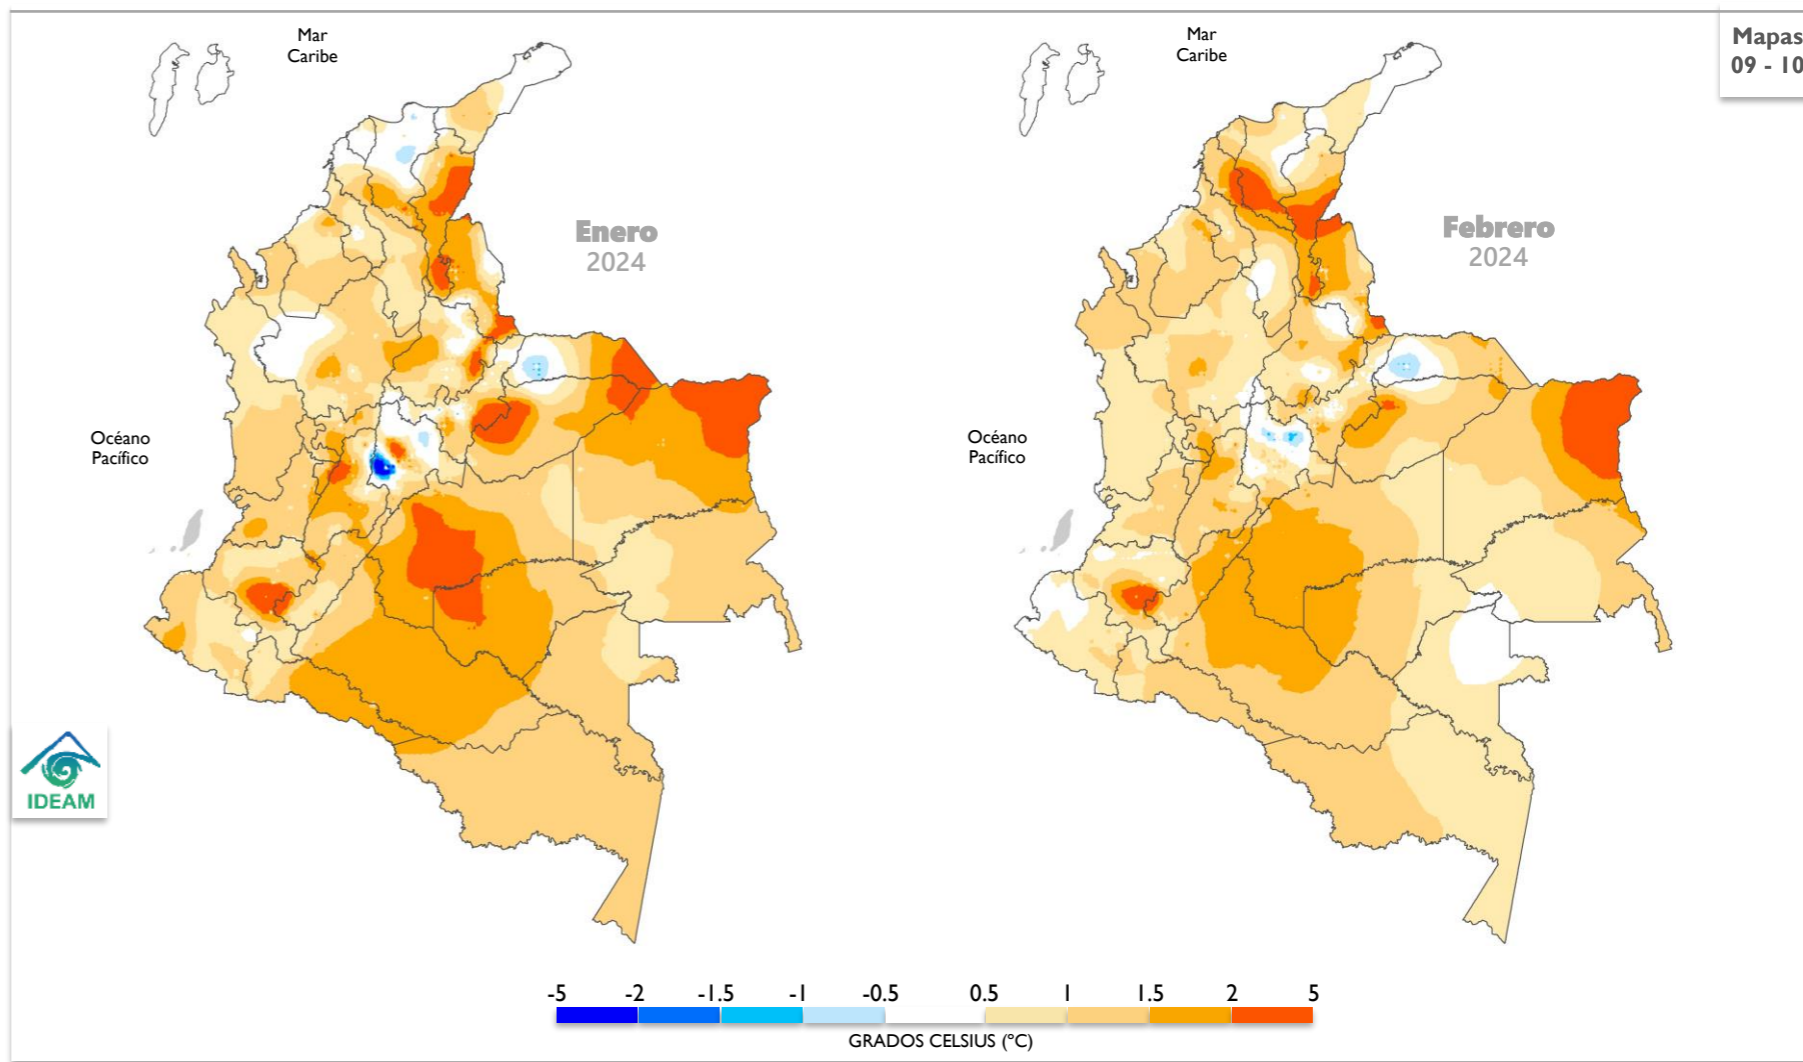 Mar
Caribe
Mar
Caribe
Mapas
09 - 10
Enero
2024
Febrero
2024
Océano
Pacífico
Océano
Pacífico
IDEAM
-5 -2 -1.5 -1 -0.5 0.5 1 1.5 2 5
GRADOS CELSIUS (°C)